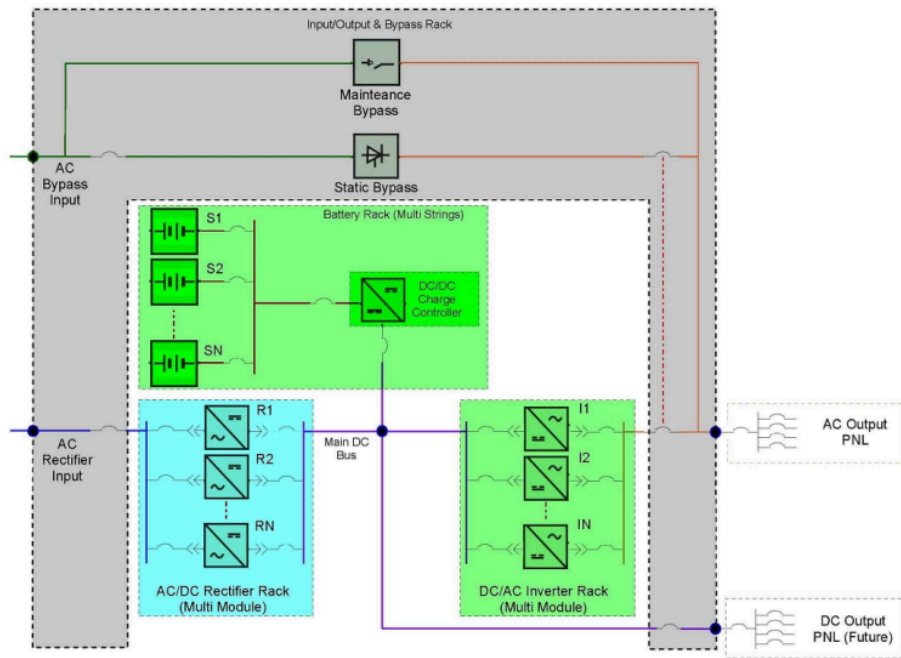 Input/Output & Bypass Rack
Mainteance
Bypass
AC
Bypass
Input
Static Bypass
Battery Rack (Multi Strings)
S1
S2
SN
DC/DC
Charge
Controller
AC
Rectifier
Input
R1
R2
RN
AC/DC Rectifier Rack
(Multi Module)
Main DC
Bus
I1
I2
IN
DC/AC Inverter Rack
(Multi Module)
AC Output
PNL
DC Output
PNL (Future)